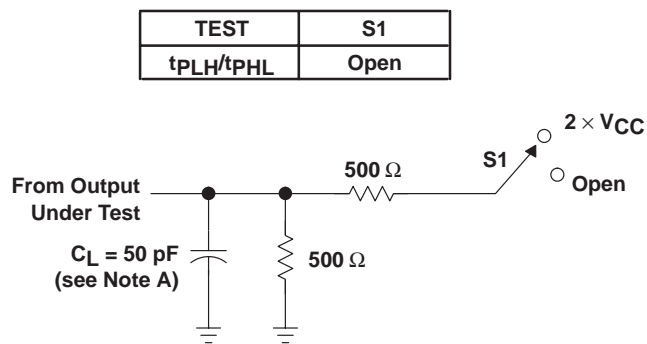 TEST S1
tPLH/tPHL Open
2 × VCC
S1
500 Ω
Open
From Output
Under Test
CL = 50 pF
(see Note A)
500 Ω